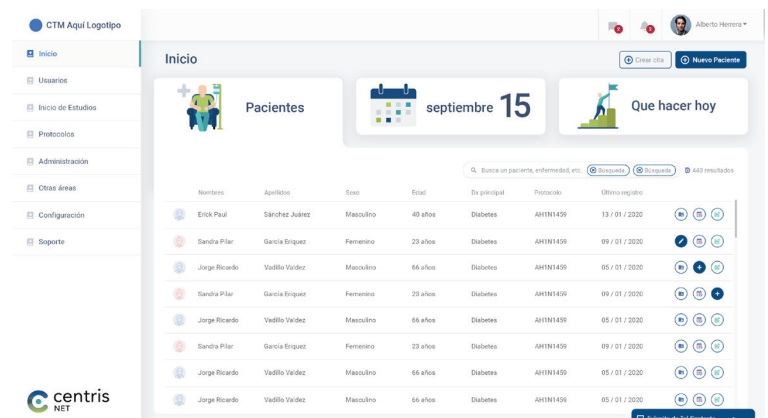 CTM Aquí Logotipo
Alberto Herrera
Inicio
Usuarios
Inicio de Estudios
Protocolos
Administración
Otras áreas
Configuración
Soporte
Inicio
Crear cita
Nuevo Paciente
Pacientes
septiembre 15
Que hacer hoy
Busca un paciente, enfermedad, etc. Búsqueda Búsqueda 443 resultados
Nombres Apellidos Sexo Edad Dx principal Protocolo Último registro
Erick Paul Sánchez Juárez Masculino 40 años Diabetes AH1N1459 13 / 01 / 2020
Sandra Pilar García Eriquez Femenino 23 años Diabetes AH1N1459 09 / 01 / 2020
Jorge Ricardo Vadillo Valdez Masculino 66 años Diabetes AH1N1459 05 / 01 / 2020
Sandra Pilar García Eriquez Femenino 23 años Diabetes AH1N1459 09 / 01 / 2020
Jorge Ricardo Vadillo Valdez Masculino 66 años Diabetes AH1N1459 05 / 01 / 2020
Sandra Pilar García Eriquez Femenino 23 años Diabetes AH1N1459 09 / 01 / 2020
Jorge Ricardo Vadillo Valdez Masculino 66 años Diabetes AH1N1459 05 / 01 / 2020
Jorge Ricardo Vadillo Valdez Masculino 66 años Diabetes AH1N1459 05 / 01 / 2020
centris
NET